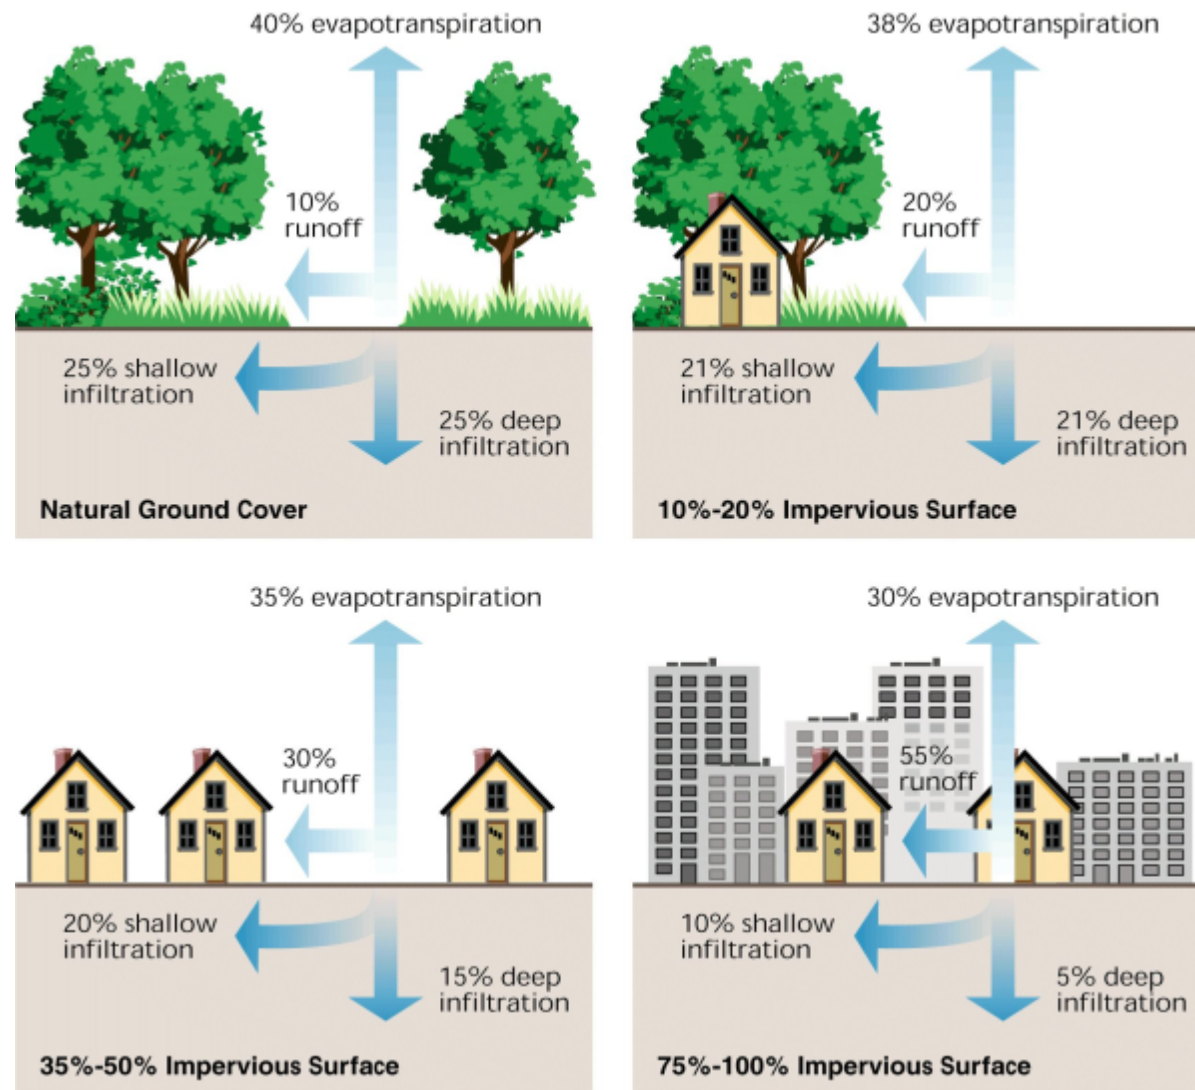 40% evapotranspiration
10%
runoff
25% shallow
infiltration
25% deep
infiltration
Natural Ground Cover
38% evapotranspiration
20%
runoff
21% shallow
infiltration
21% deep
infiltration
10%-20% Impervious Surface
35% evapotranspiration
30%
runoff
20% shallow
infiltration
15% deep
infiltration
35%-50% Impervious Surface
30% evapotranspiration
55%
runoff
10% shallow
infiltration
5% deep
infiltration
75%-100% Impervious Surface